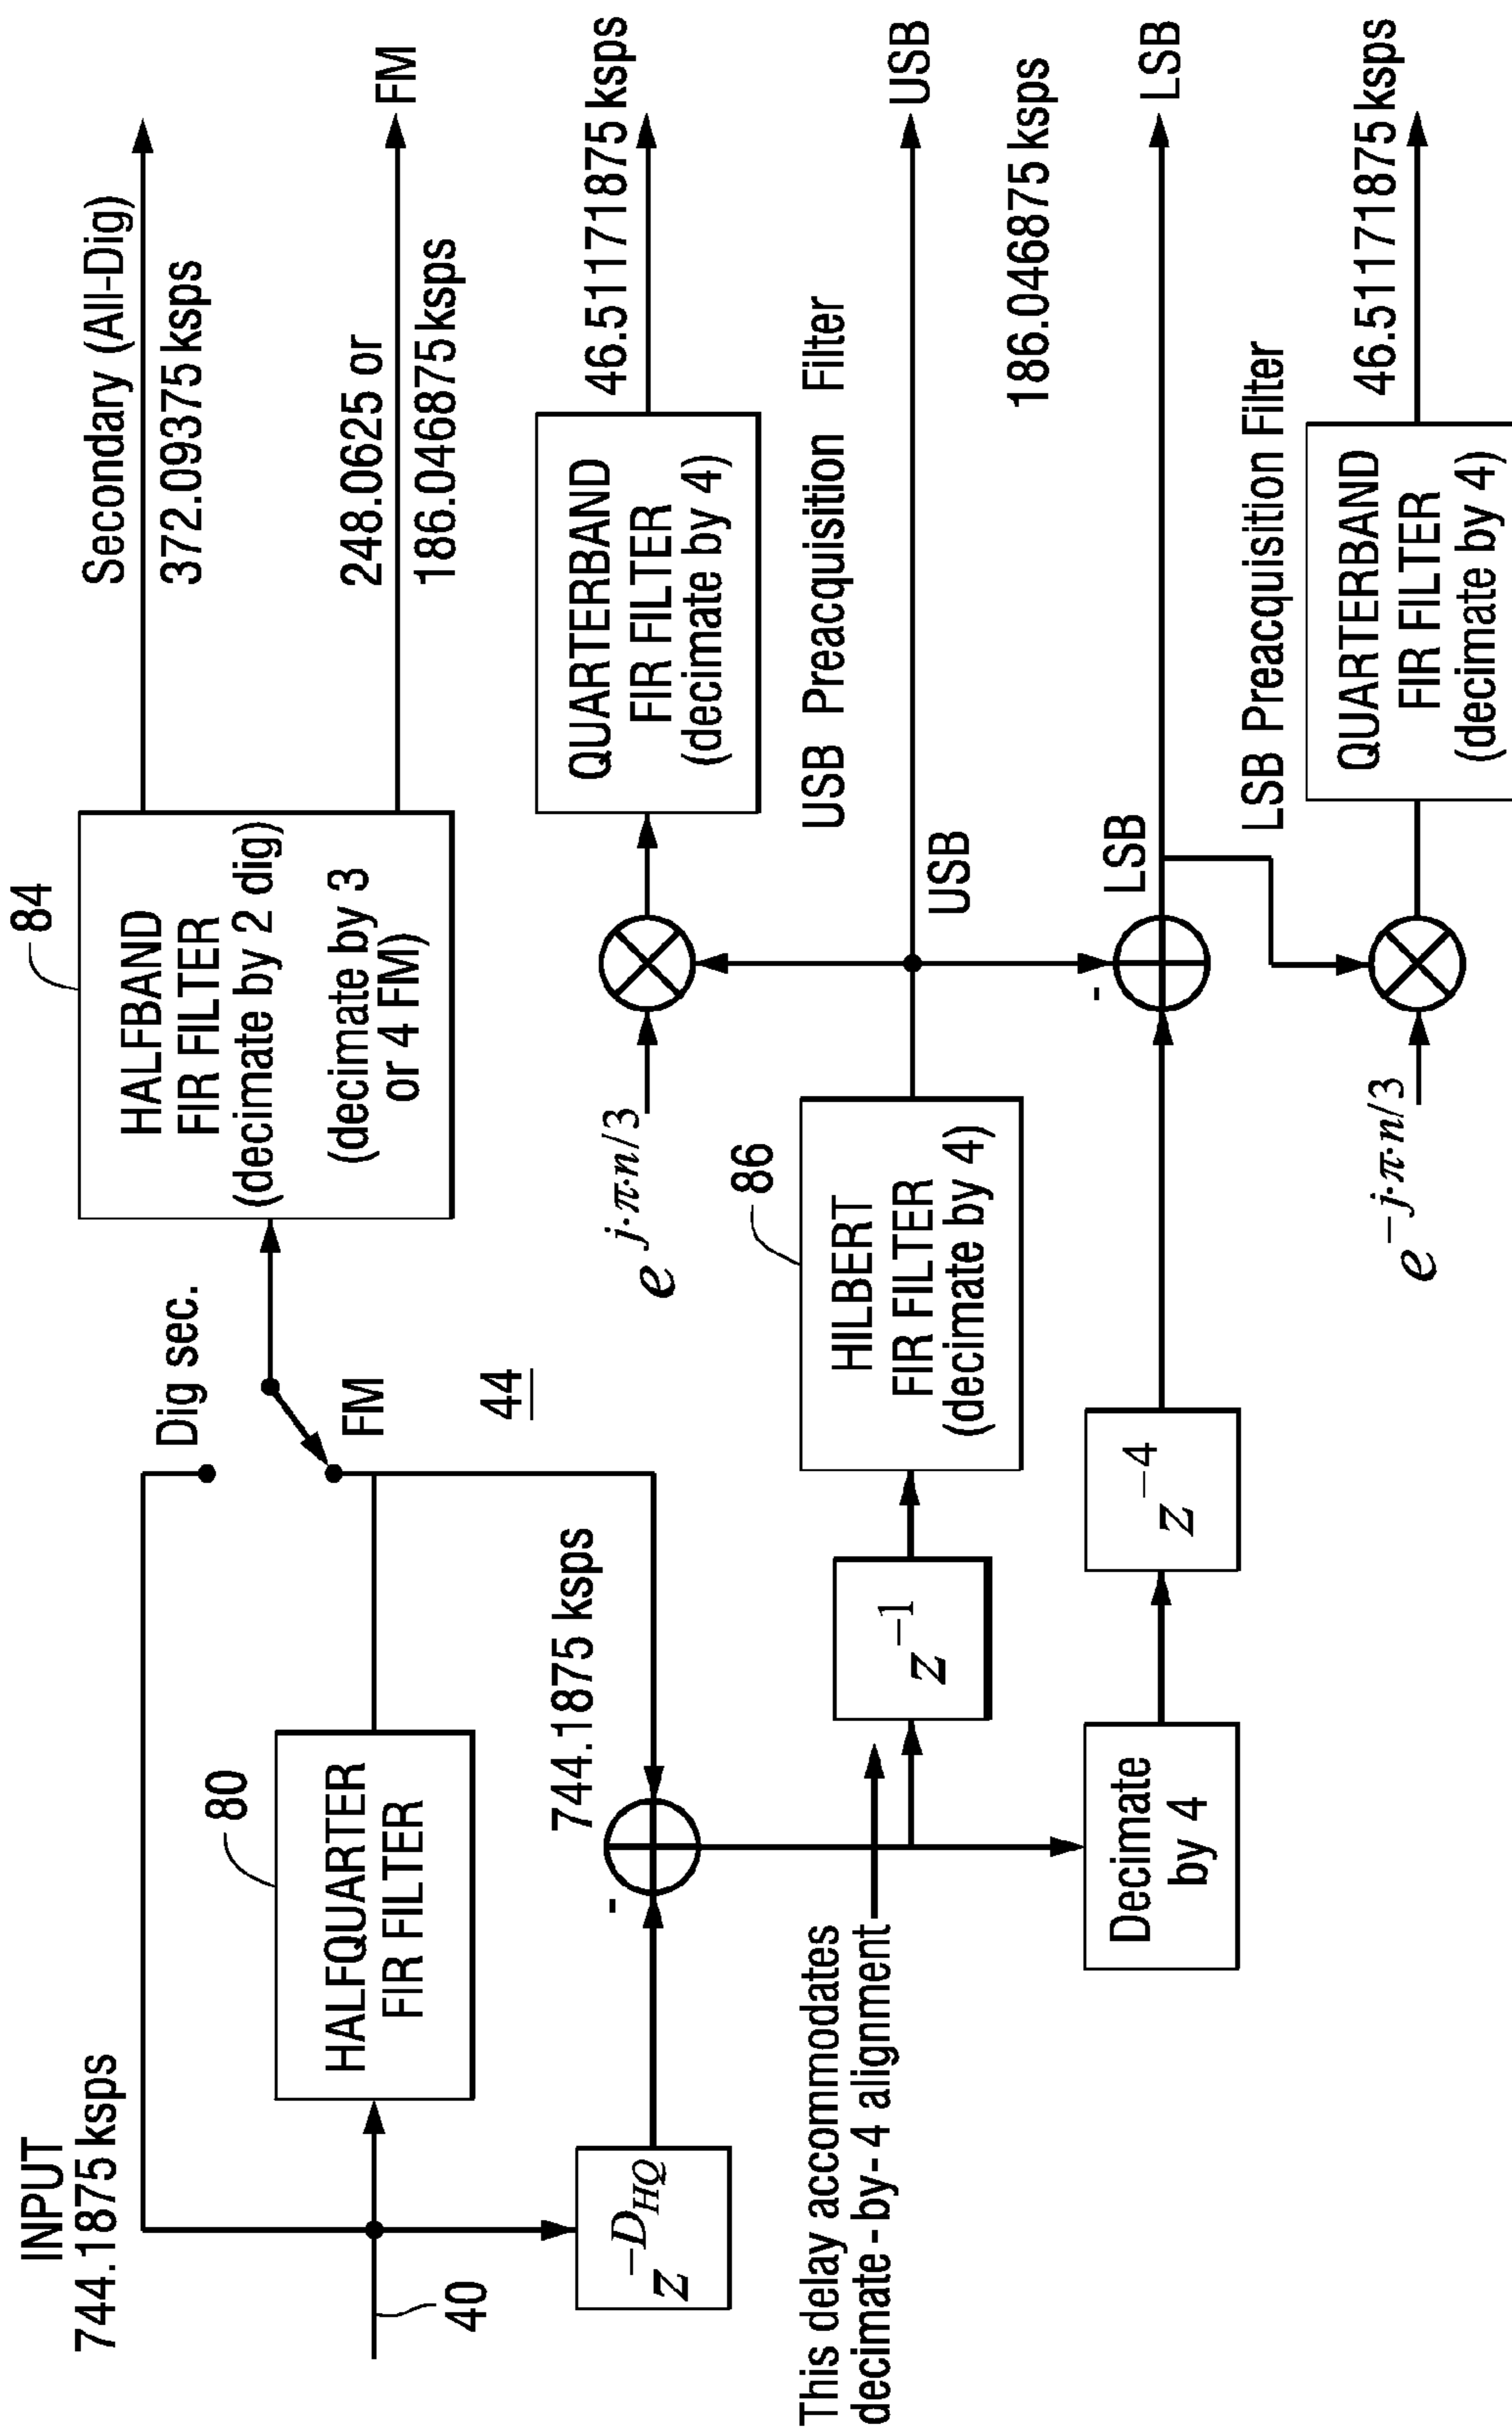 INPUT
744.1875 ksps
40
80
HALFQUARTER
FIR FILTER
Dig sec.
FM
44
84
HALFBAND
FIR FILTER
(decimate by 2 dig)
(decimate by 3
or 4 FM)
Secondary (All-Dig)
372.09375 ksps
248.0625 or
186.046875 ksps
FM
z^{-D_{HQ}}
-
744.1875 ksps
e^{j·π·n/3}
QUARTERBAND
FIR FILTER
(decimate by 4)
46.51171875 ksps
USB Preacquisition Filter
This delay accommodates
decimate-by-4 alignment
z^{-1}
86
HILBERT
FIR FILTER
(decimate by 4)
USB
USB
186.046875 ksps
Decimate
by 4
z^{-4}
-
LSB
LSB
LSB Preacquisition Filter
e^{-j·π·n/3}
QUARTERBAND
FIR FILTER
(decimate by 4)
46.51171875 ksps